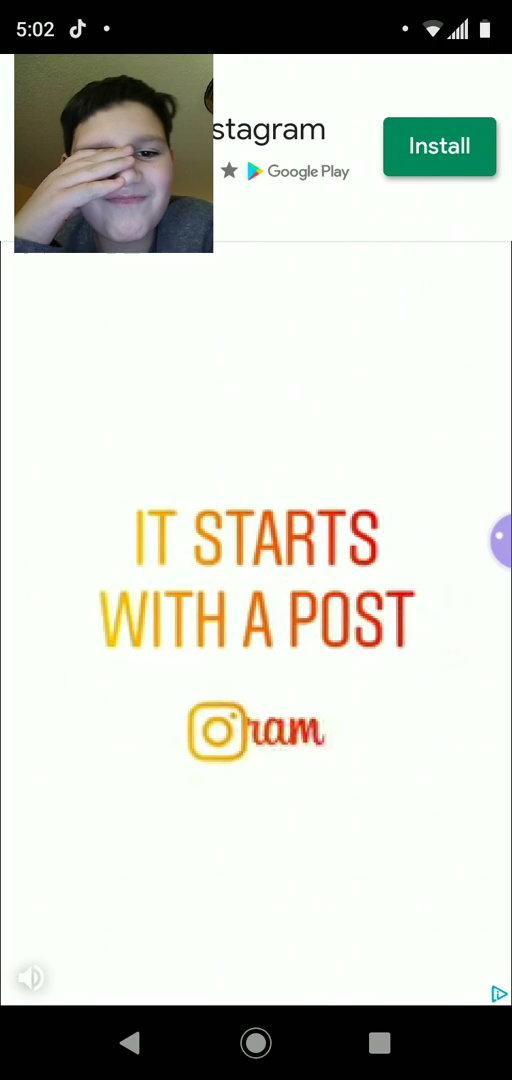 5:02
stagram
Install
Google Play
IT STARTS
WITH A POST
ram